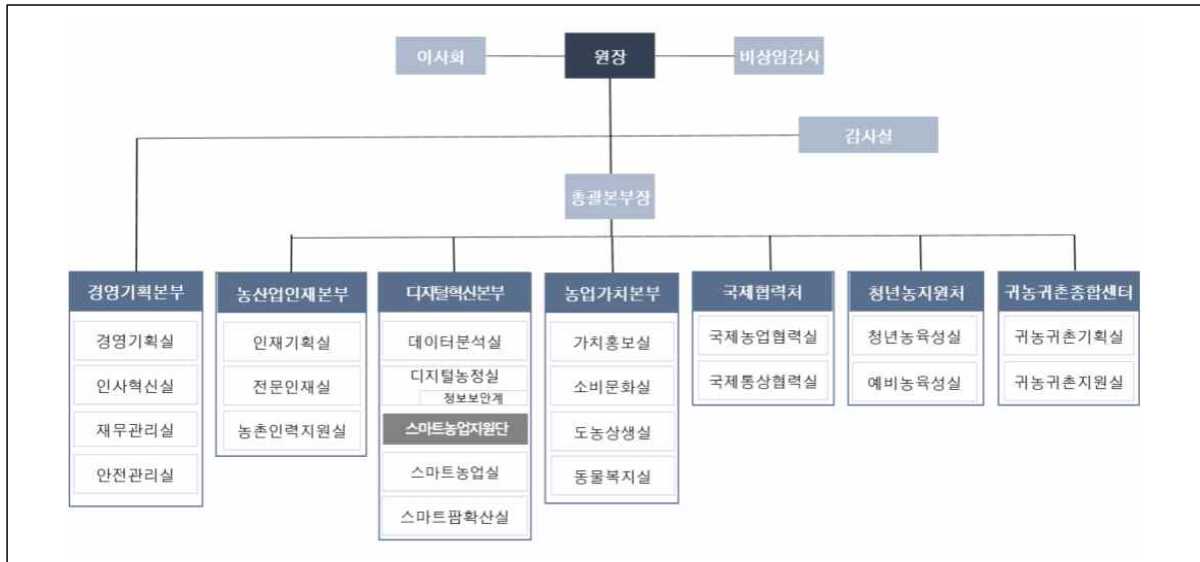 이사회
원장
비상임감사
감사실
총괄본부장
경영기획본부
경영기획실
인사혁신실
재무관리실
안전관리실
농산업인재본부
인재기획실
전문인재실
농촌인력지원실
디지털혁신본부
데이터분석실
디지털농정실
정보보안계
스마트농업지원단
스마트농업실
스마트팜확산실
농업가치본부
가치홍보실
소비문화실
도농상생실
동물복지실
국제협력처
국제농업협력실
국제통상협력실
청년농지원처
청년농육성실
예비농육성실
귀농귀촌종합센터
귀농귀촌기획실
귀농귀촌지원실